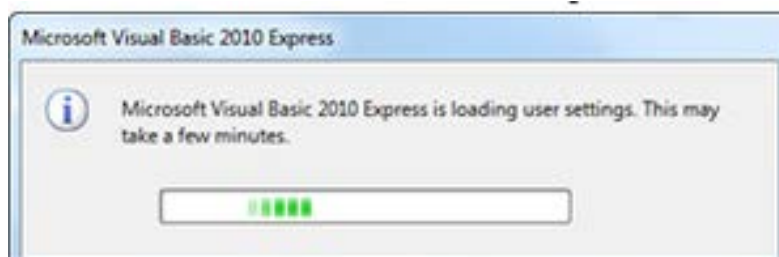 Microsoft Visual Basic 2010 Express
Microsoft Visual Basic 2010 Express is loading user settings. This may
take a few minutes.